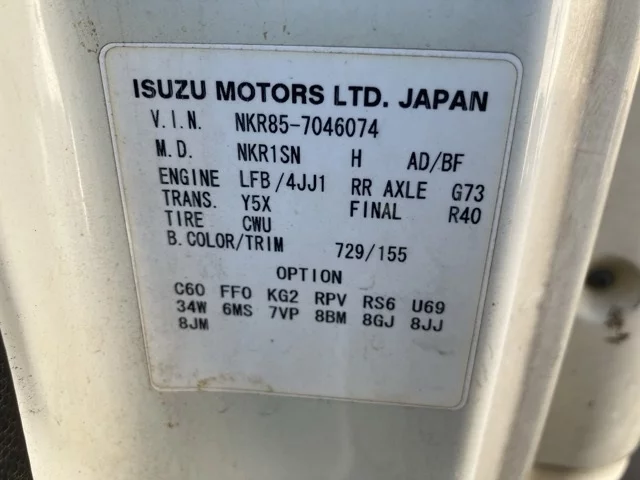 ISUZU MOTORS LTD. JAPAN
V.I.N. NKR85-7046074
M.D. NKR1SN H AD/BF
ENGINE LFB/4JJ1 RR AXLE G73
TRANS. Y5X FINAL R40
TIRE CWU
B.COLOR/TRIM 729/155
OPTION
C60 FF0 KG2 RPV RS6 U69
34W 6MS 7VP 8BM 8GJ 8JJ
8JM